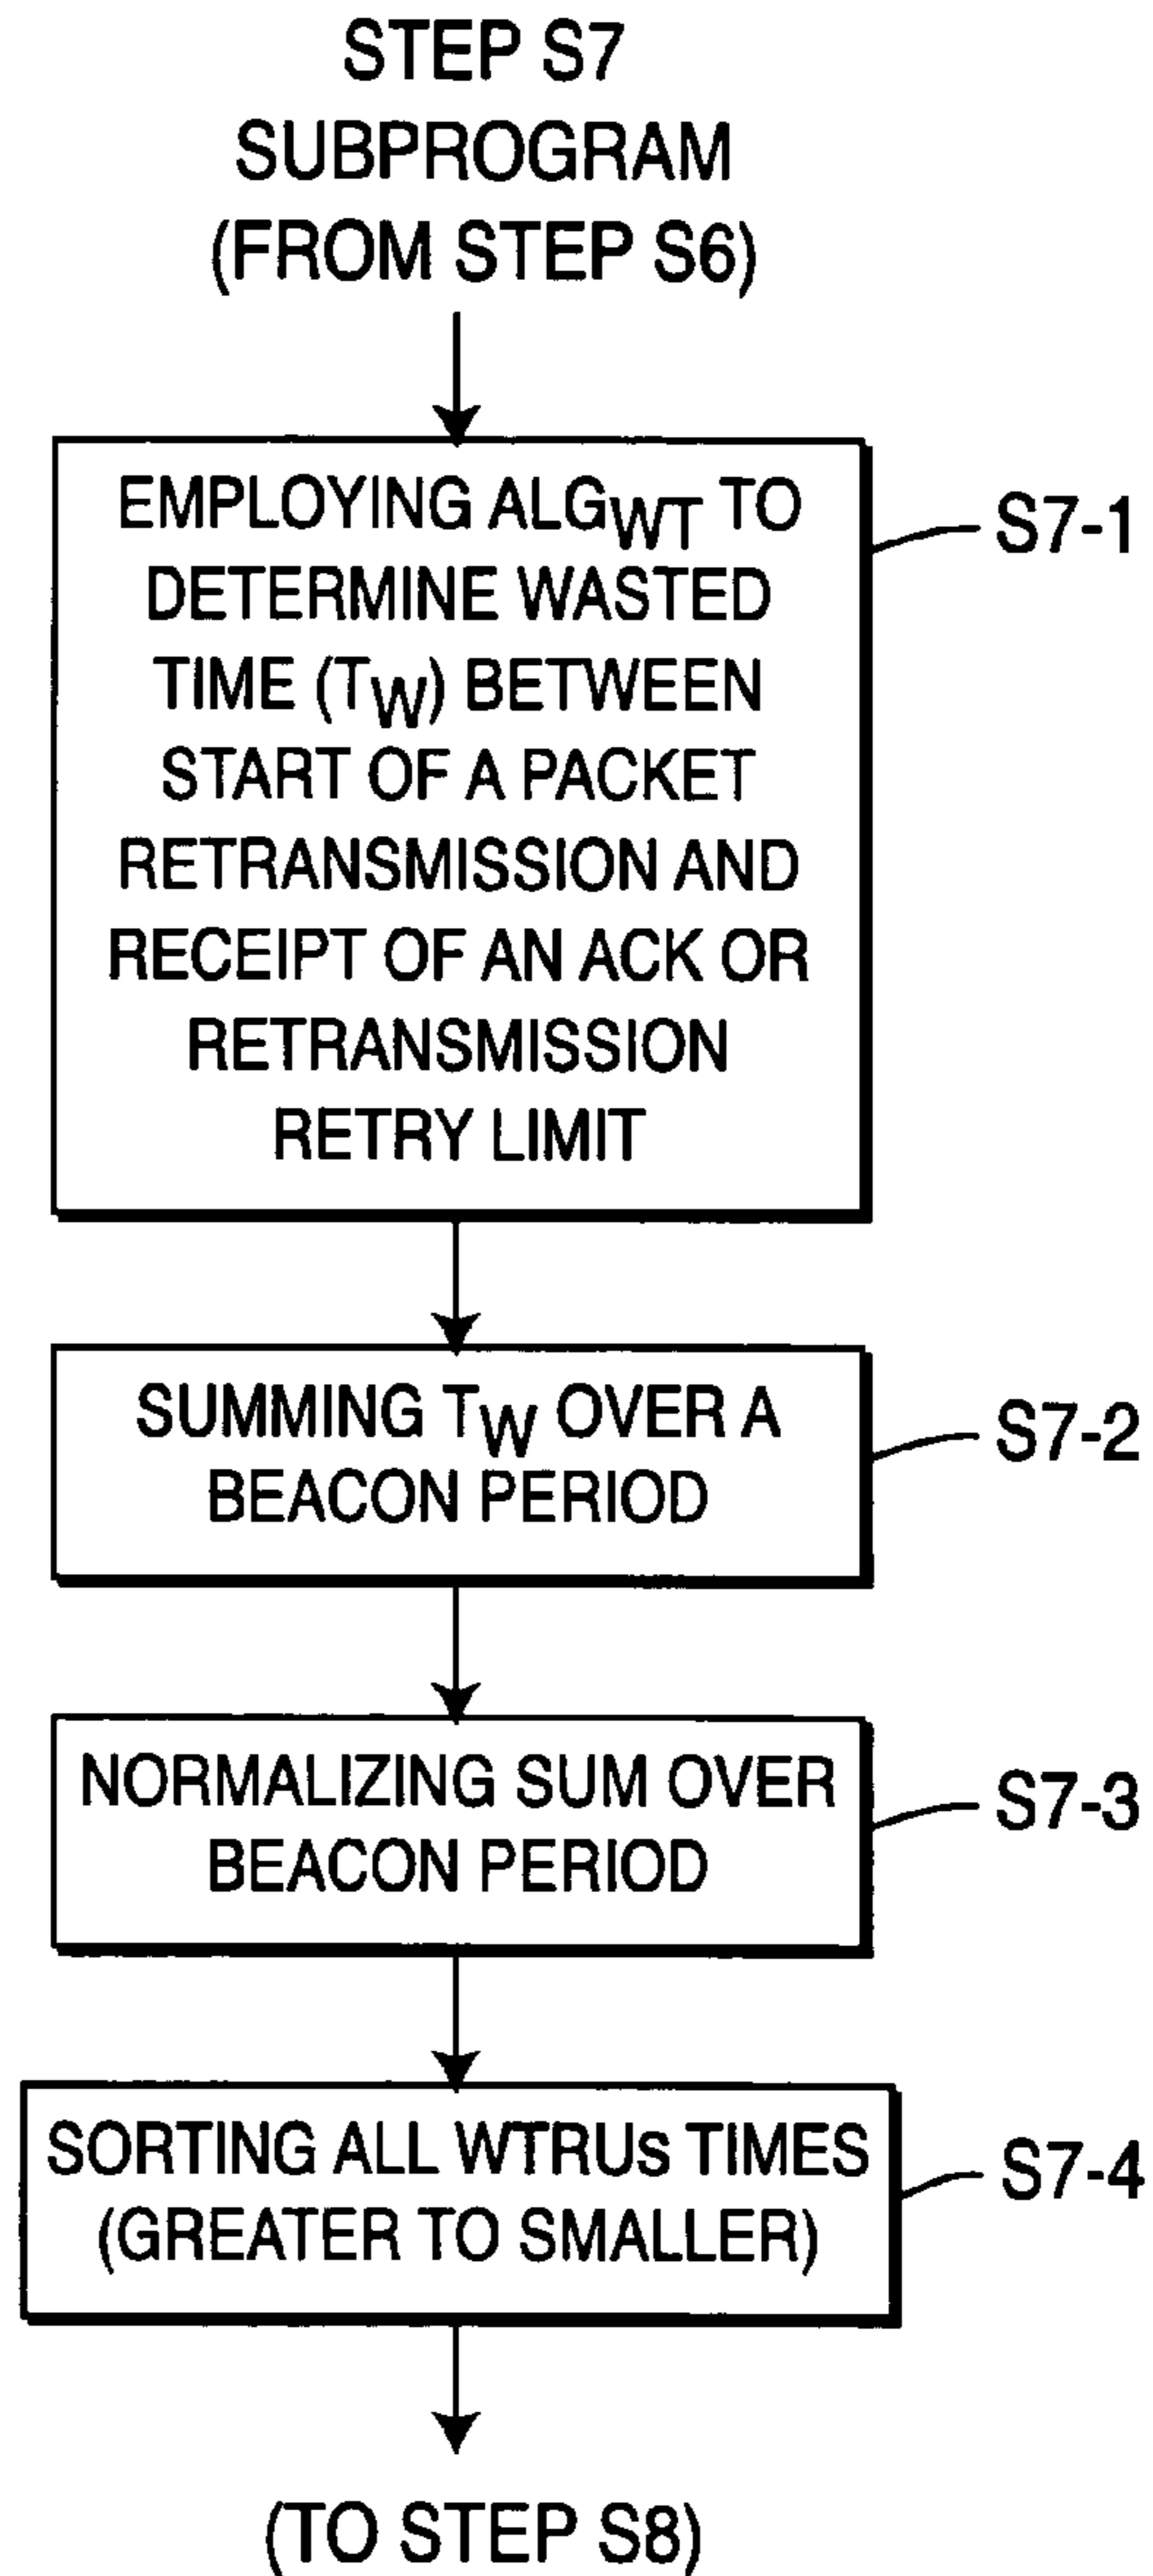 STEP S7
SUBPROGRAM
(FROM STEP S6)
EMPLOYING ALGWT TO
DETERMINE WASTED
TIME (TW) BETWEEN
START OF A PACKET
RETRANSMISSION AND
RECEIPT OF AN ACK OR
RETRANSMISSION
RETRY LIMIT
S7-1
SUMMING TW OVER A
BEACON PERIOD
S7-2
NORMALIZING SUM OVER
BEACON PERIOD
S7-3
SORTING ALL WTRUs TIMES
(GREATER TO SMALLER)
S7-4
(TO STEP S8)